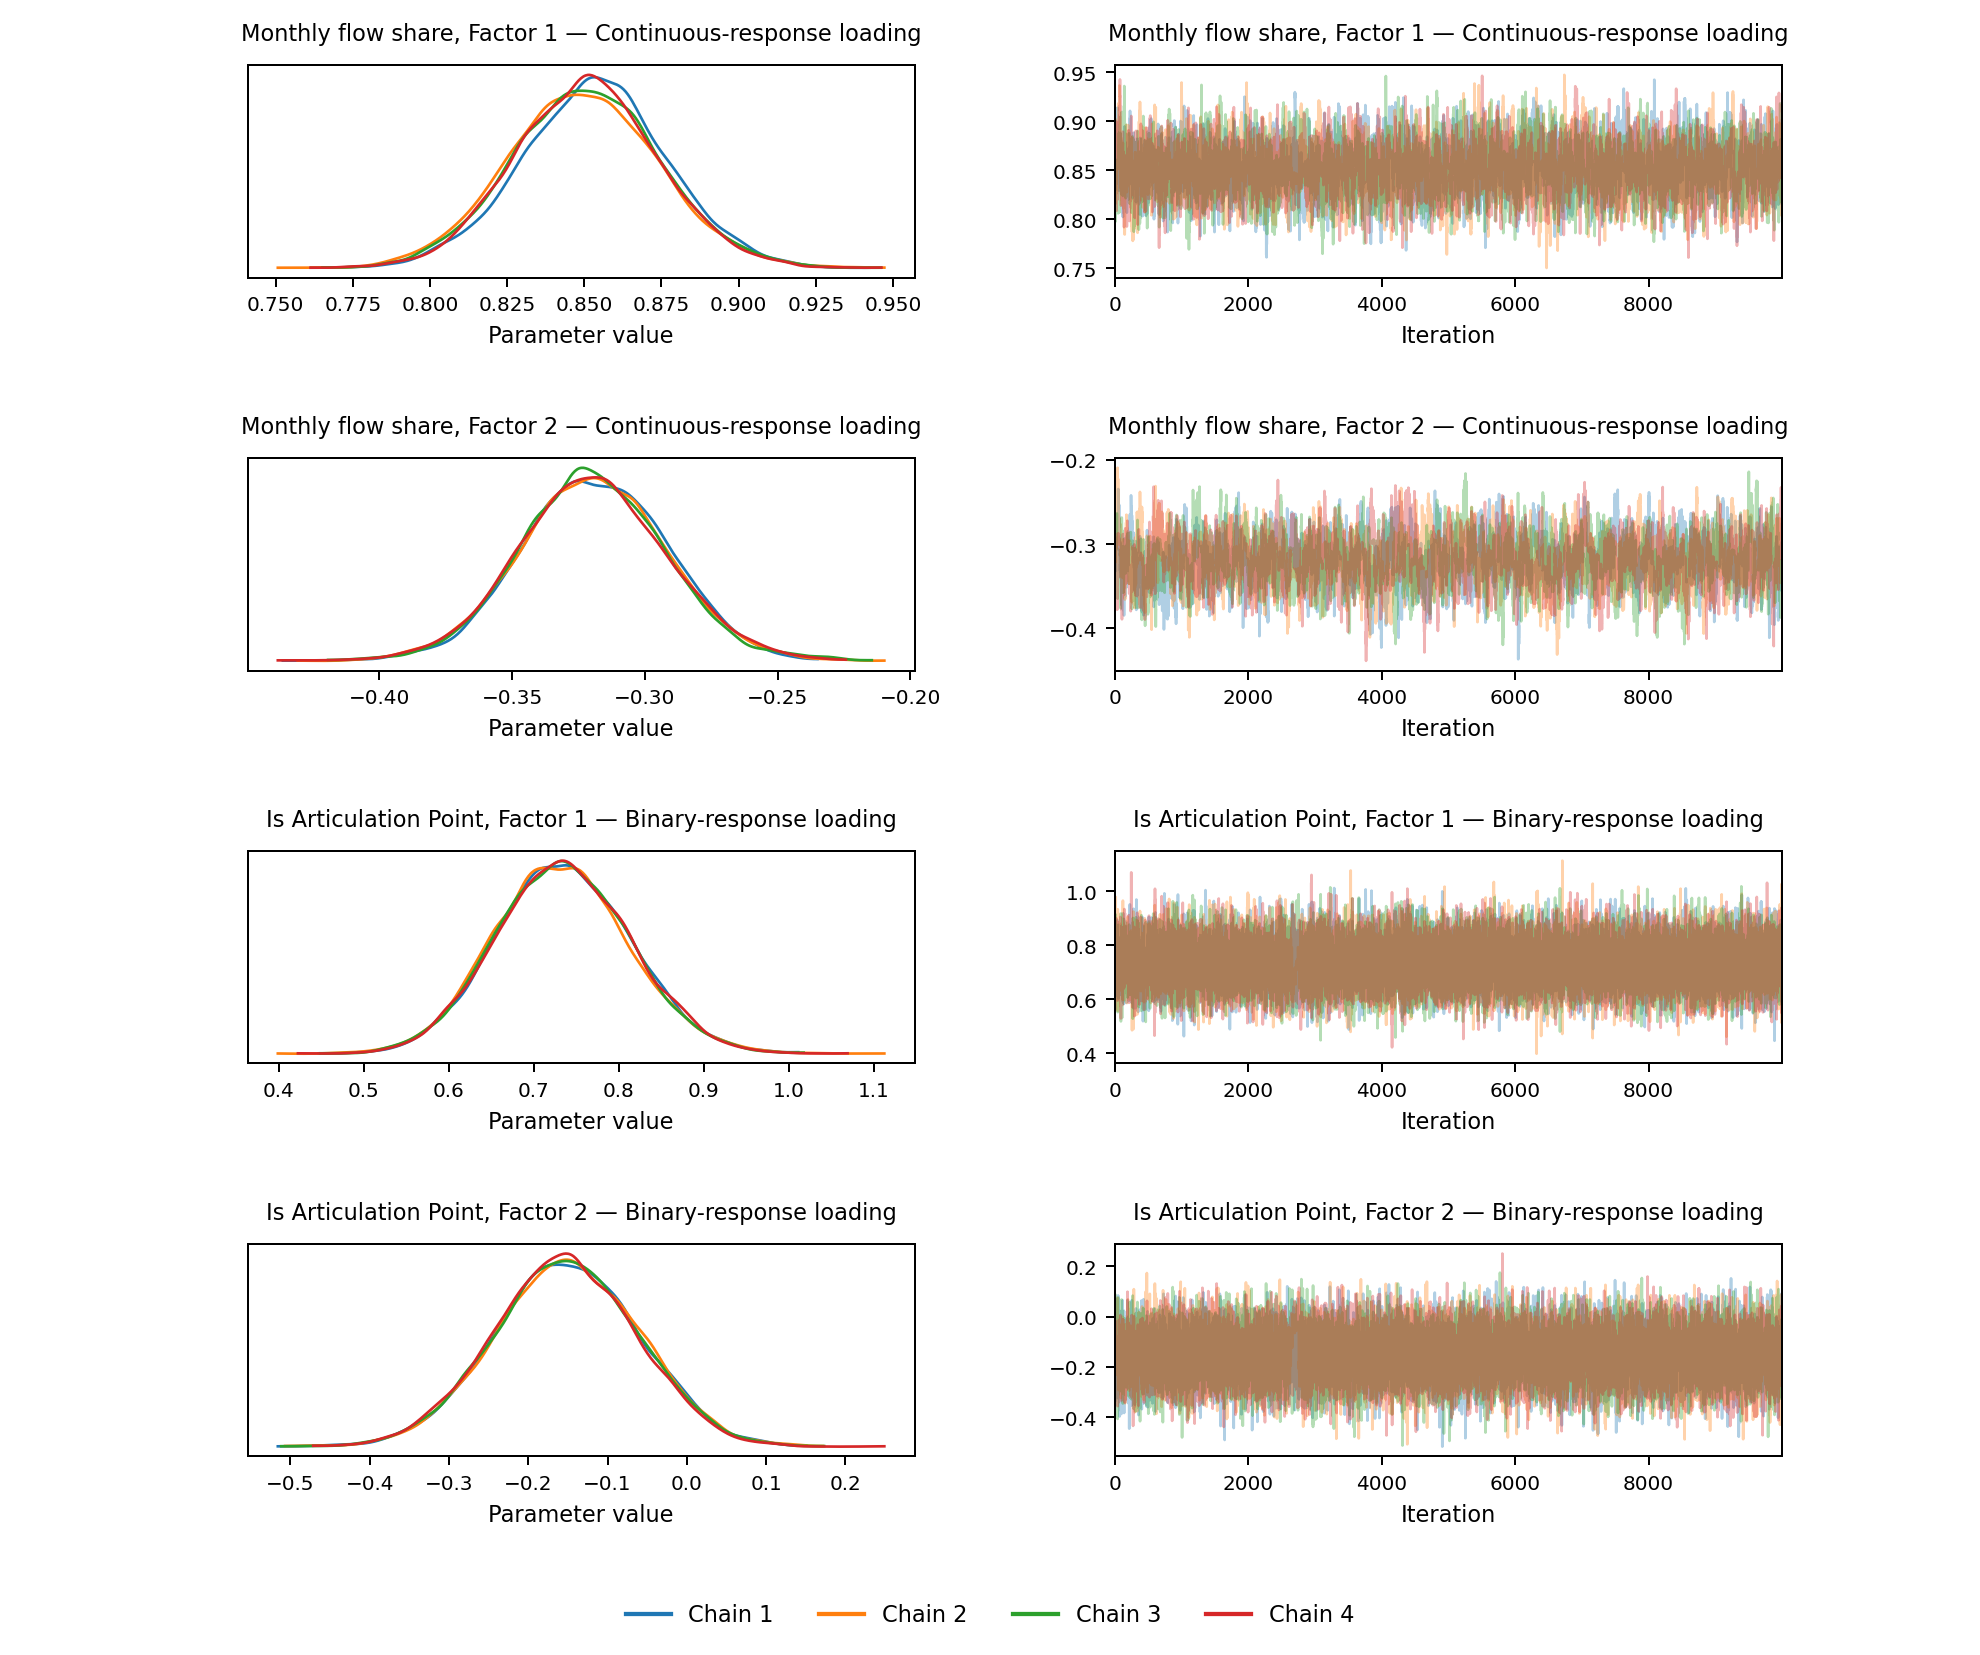 Monthly flow share, Factor 1 — Continuous-response loading
0.750 0.775 0.800 0.825 0.850 0.875 0.900 0.925 0.950
Parameter value
Monthly flow share, Factor 1 — Continuous-response loading
0.95
0.90
0.85
0.80
0.75
0 2000 4000 6000 8000
Iteration
Monthly flow share, Factor 2 — Continuous-response loading
−0.40 −0.35 −0.30 −0.25 −0.20
Parameter value
Monthly flow share, Factor 2 — Continuous-response loading
−0.2
−0.3
−0.4
0 2000 4000 6000 8000
Iteration
Is Articulation Point, Factor 1 — Binary-response loading
0.4 0.5 0.6 0.7 0.8 0.9 1.0 1.1
Parameter value
Is Articulation Point, Factor 1 — Binary-response loading
1.0
0.8
0.6
0.4
0 2000 4000 6000 8000
Iteration
Is Articulation Point, Factor 2 — Binary-response loading
−0.5 −0.4 −0.3 −0.2 −0.1 0.0 0.1 0.2
Parameter value
Is Articulation Point, Factor 2 — Binary-response loading
0.2
0.0
−0.2
−0.4
0 2000 4000 6000 8000
Iteration
Chain 1 Chain 2 Chain 3 Chain 4